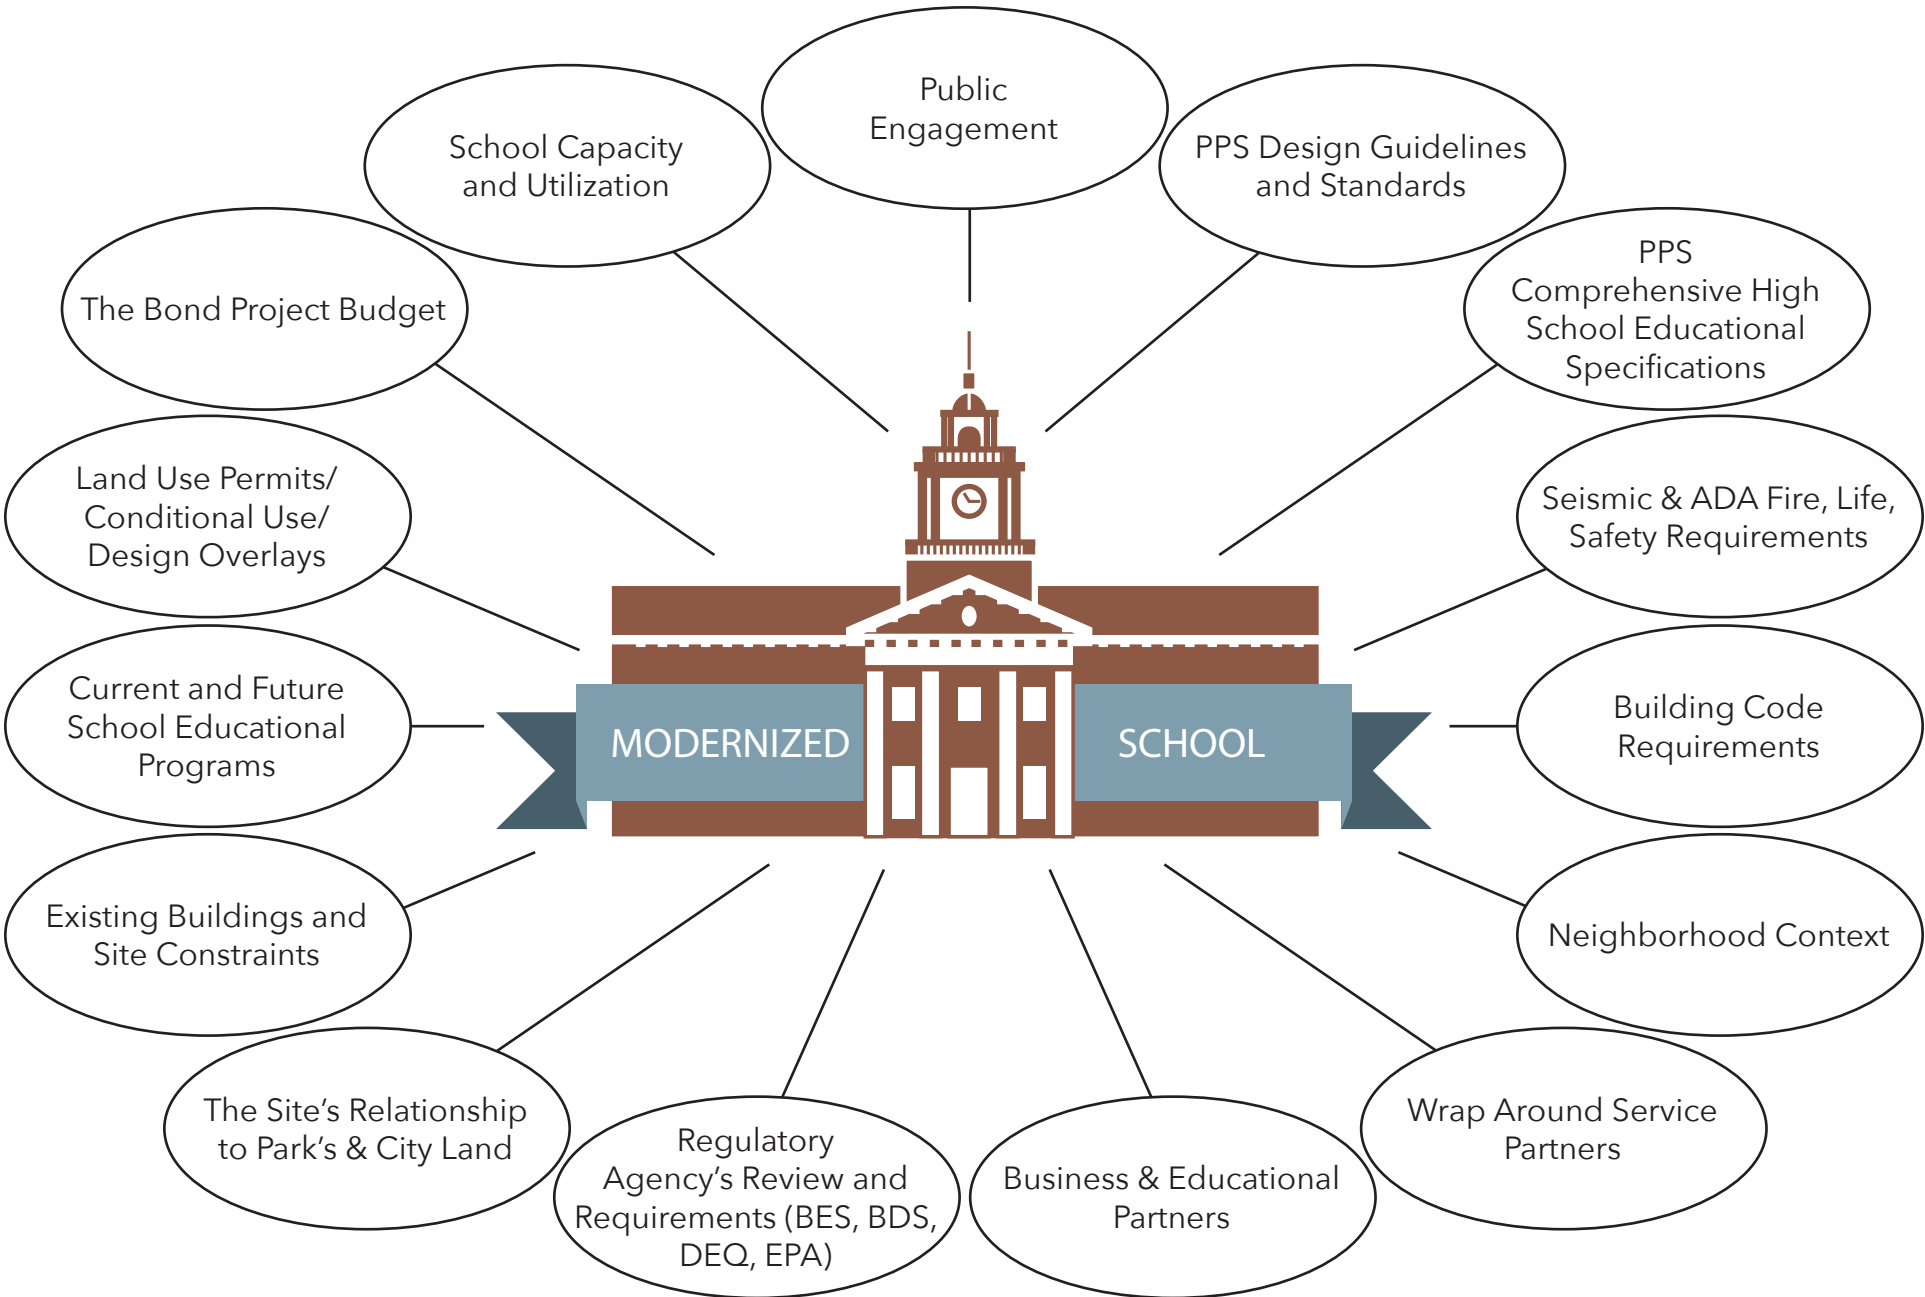 Public
Engagement
School Capacity
and Utilization
PPS Design Guidelines
and Standards
The Bond Project Budget
PPS
Comprehensive High
School Educational
Specifications
Land Use Permits/
Conditional Use/
Design Overlays
Seismic & ADA Fire, Life,
Safety Requirements
Current and Future
School Educational
Programs
MODERNIZED
SCHOOL
Building Code
Requirements
Existing Buildings and
Site Constraints
Neighborhood Context
The Site’s Relationship
to Park’s & City Land
Regulatory
Agency’s Review and
Requirements (BES, BDS,
DEQ, EPA)
Business & Educational
Partners
Wrap Around Service
Partners